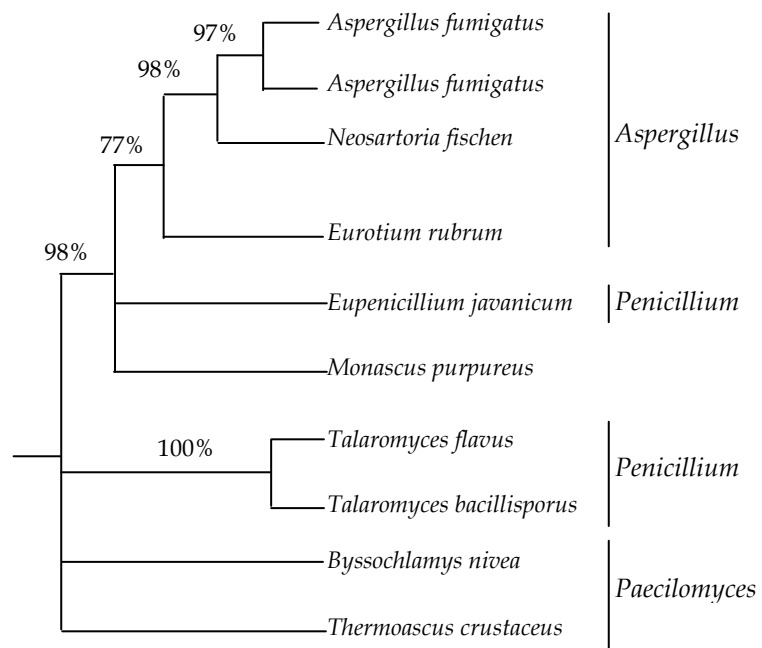 97%
Aspergillus fumigatus
98%
Aspergillus fumigatus
Neosartoria fischen
Aspergillus
77%
Eurotium rubrum
98%
Eupenicillium javanicum
Penicillium
Monascus purpureus
100%
Talaromyces flavus
Penicillium
Talaromyces bacillisporus
Byssochlamys nivea
Paecilomyces
Thermoascus crustaceus